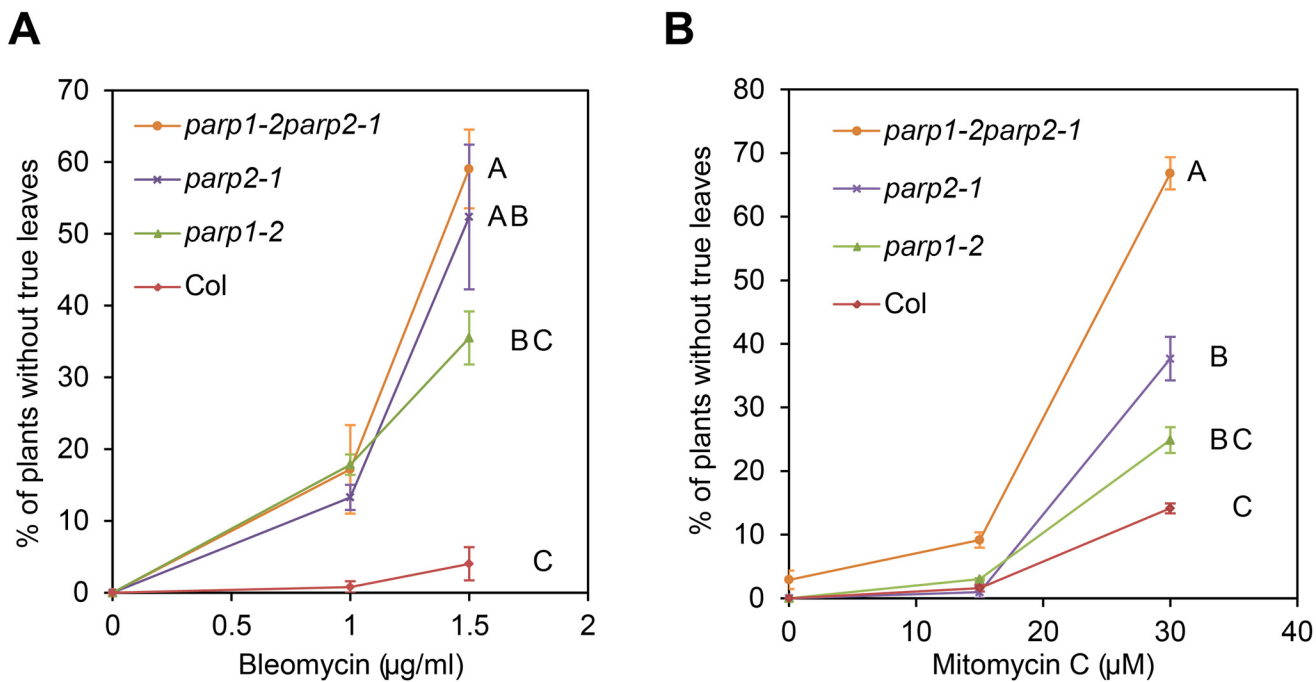 A
% of plants without true leaves
70
60
50
40
30
20
10
0
parp1-2parp2-1
parp2-1
parp1-2
Col
A
AB
BC
C
0
0.5
1
1.5
2
Bleomycin (µg/ml)
B
% of plants without true leaves
80
70
60
50
40
30
20
10
0
parp1-2parp2-1
parp2-1
parp1-2
Col
A
B
BC
C
0
10
20
30
40
Mitomycin C (µM)